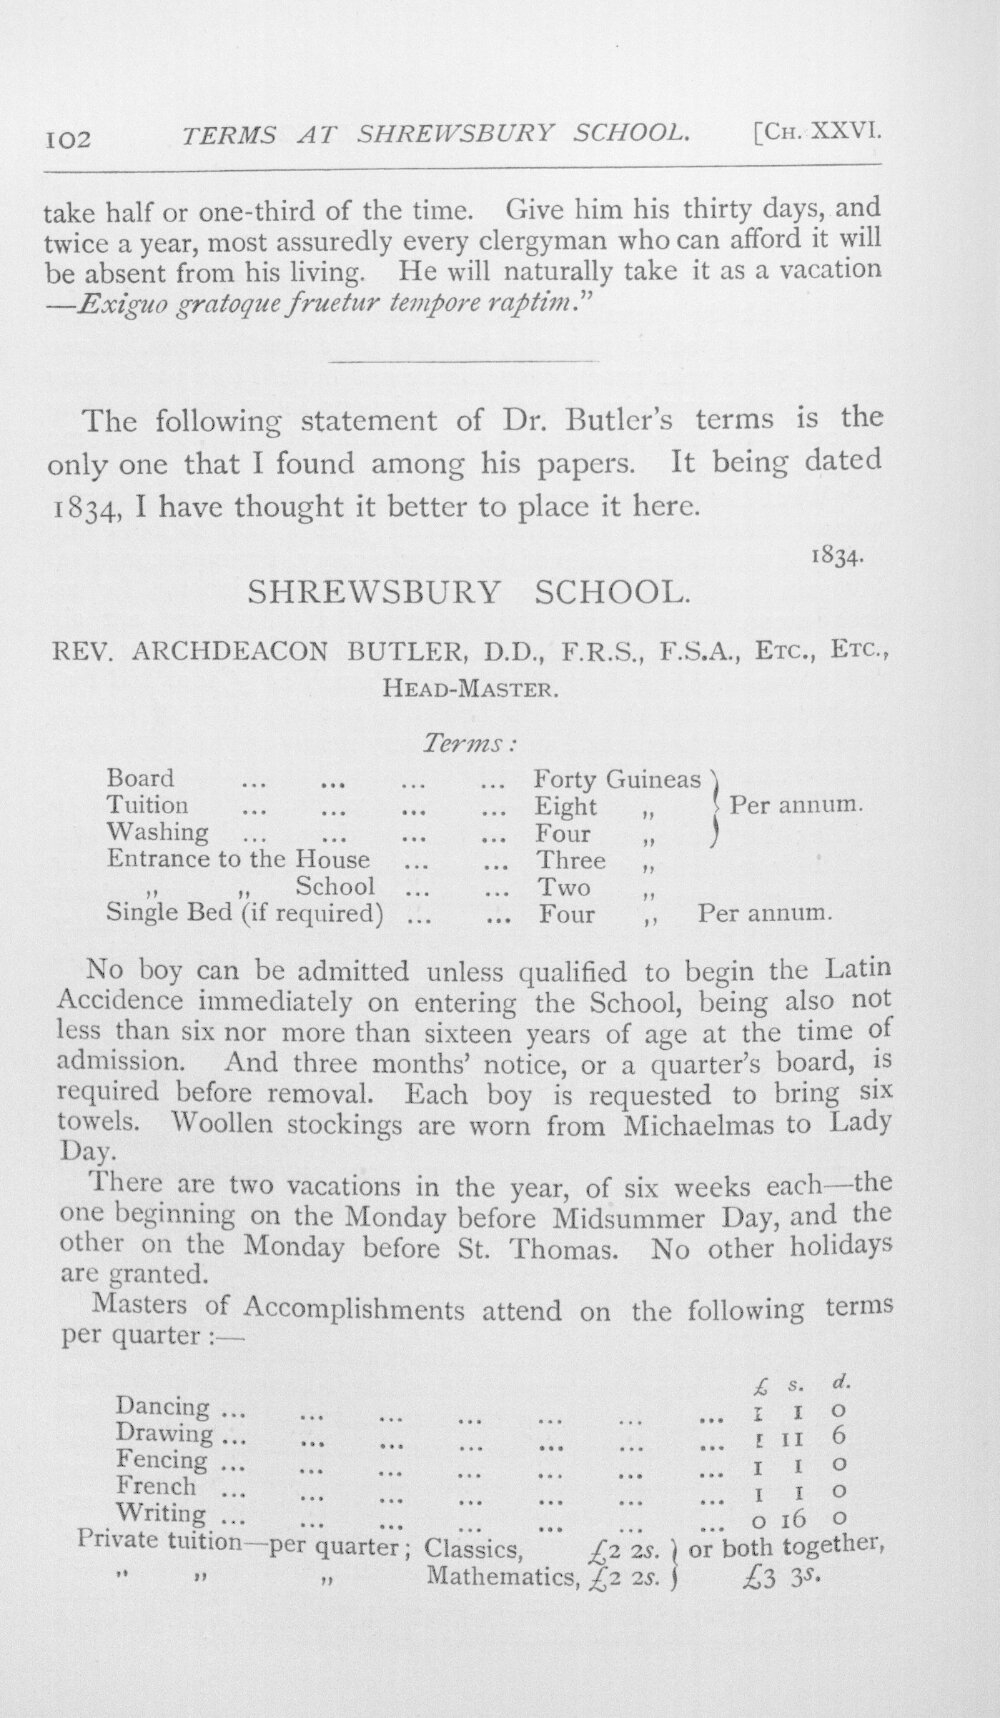 102 TERMS AT SHREWSBURY SCHOOL. [CH. XXVI.
take half or one-third of the time. Give him his thirty days, and
twice a year, most assuredly every clergyman who can afford it will
be absent from his living. He will naturally take it as a vacation
—Exiguo gratoque fruetur tempore raptim.”
The following statement of Dr. Butler’s terms is the
only one that I found among his papers. It being dated
1834, I have thought it better to place it here.
1834.
SHREWSBURY SCHOOL.
REV. ARCHDEACON BUTLER, D.D., F.R.S., F.S.A., ETC., ETC.,
HEAD-MASTER.
Terms :
Board ... ... ... ... Forty Guineas
Tuition ... ... ... ... Eight „ } Per annum.
Washing ... ... ... ... Four „
Entrance to the House ... ... Three „
„ „ School ... ... Two „
Single Bed (if required) ... ... Four „ Per annum.
No boy can be admitted unless qualified to begin the Latin
Accidence immediately on entering the School, being also not
less than six nor more than sixteen years of age at the time of
admission. And three months’ notice, or a quarter’s board, is
required before removal. Each boy is requested to bring six
towels. Woollen stockings are worn from Michaelmas to Lady
Day.
There are two vacations in the year, of six weeks each—the
one beginning on the Monday before Midsummer Day, and the
other on the Monday before St. Thomas. No other holidays
are granted.
Masters of Accomplishments attend on the following terms
per quarter :—
£ s. d.
Dancing ... ... ... ... ... ... ... 1 1 0
Drawing ... ... ... ... ... ... ... 1 11 6
Fencing ... ... ... ... ... ... ... 1 1 0
French ... ... ... ... ... ... ... 1 1 0
Writing ... ... ... ... ... ... ... 0 16 0
Private tuition—per quarter ; Classics, £2 2s. } or both together,
„ „ „ Mathematics, £2 2s. } £3 3s.